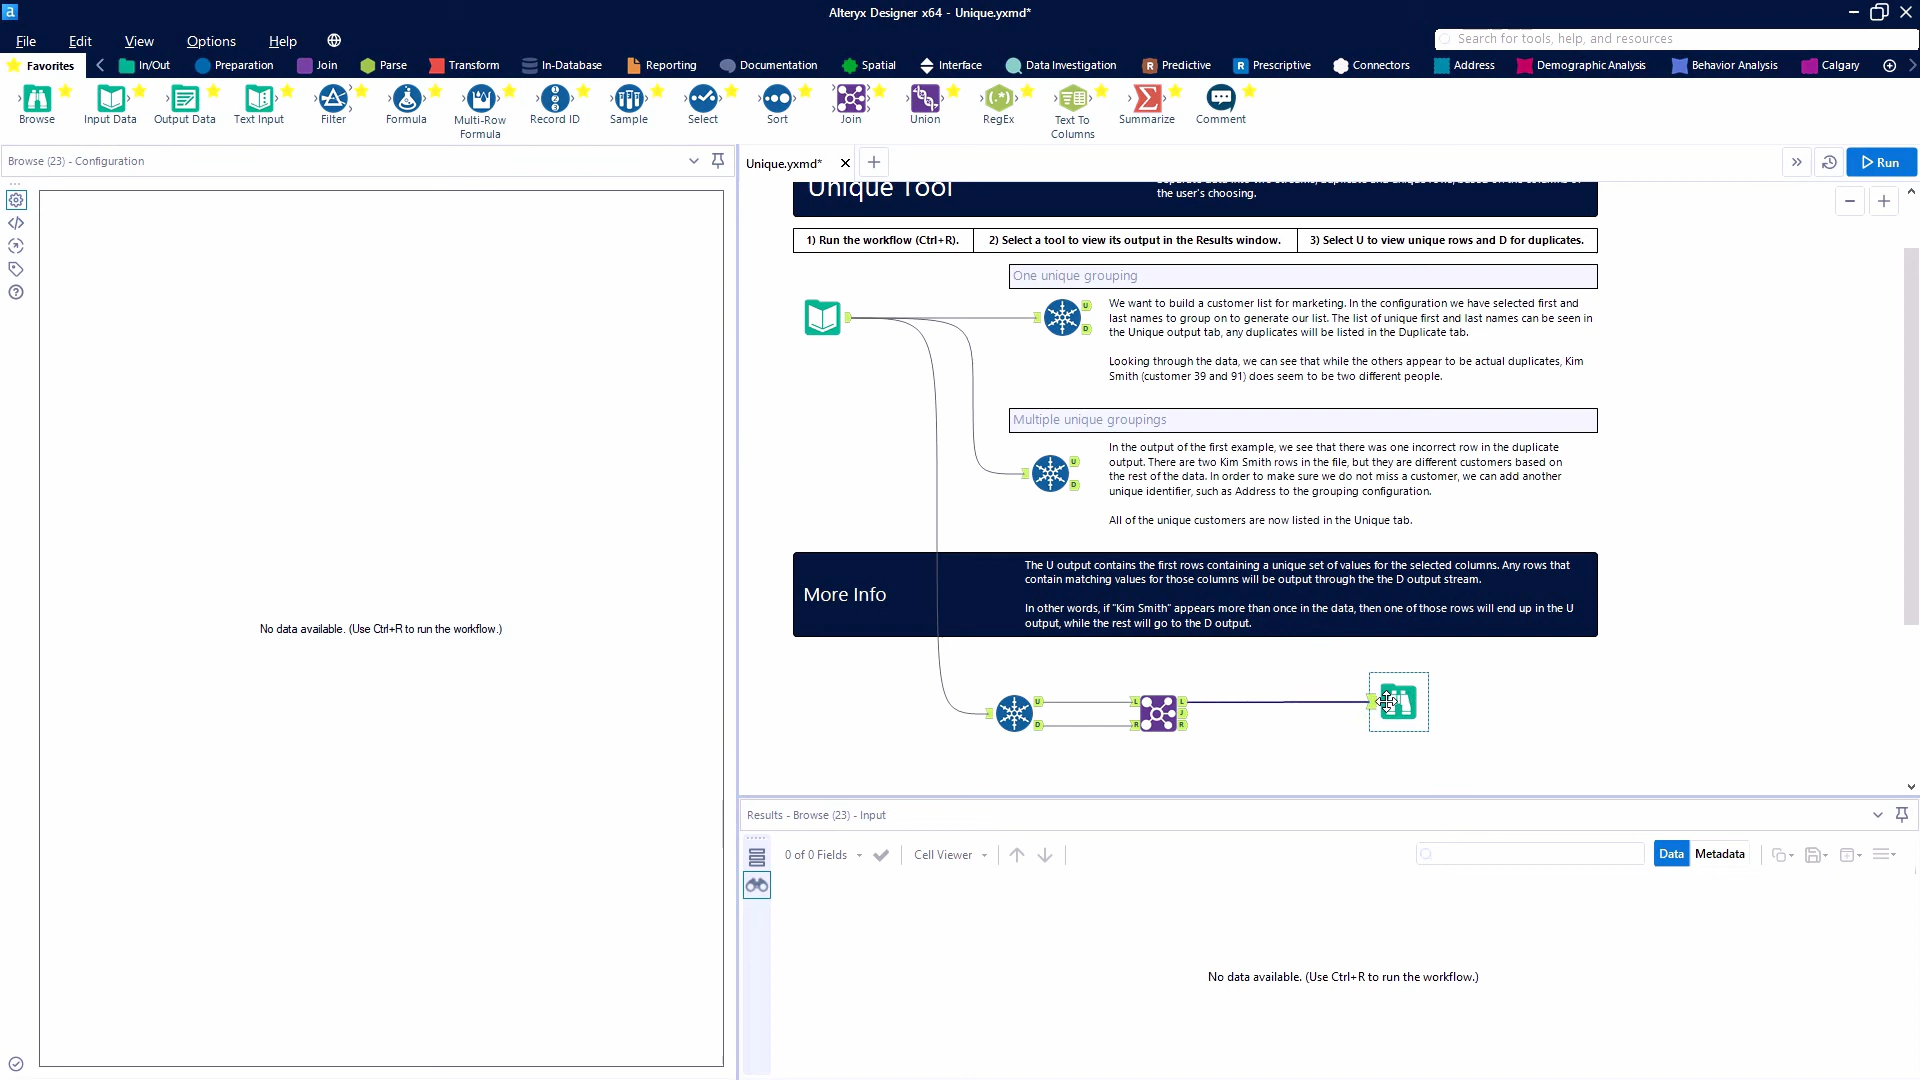 a
Alteryx Designer x64 - Unique.yxmd*
File Edit View Options Help
Search for tools, help, and resources
Favorites In/Out Preparation Join Parse Transform In-Database Reporting Documentation Spatial Interface Data Investigation Predictive Prescriptive Connectors Address Demographic Analysis Behavior Analysis Calgary
Browse Input Data Output Data Text Input Filter Formula Multi-Row Formula Record ID Sample Select Sort Join Union RegEx Text To Columns Summarize Comment
Browse (23) - Configuration
No data available. (Use Ctrl+R to run the workflow.)
Unique.yxmd*
Run
Unique Tool
the user's choosing.
1) Run the workflow (Ctrl+R). 2) Select a tool to view its output in the Results window. 3) Select U to view unique rows and D for duplicates.
One unique grouping
U
D
We want to build a customer list for marketing. In the configuration we have selected first and
last names to group on to generate our list. The list of unique first and last names can be seen in
the Unique output tab, any duplicates will be listed in the Duplicate tab.
Looking through the data, we can see that while the others appear to be actual duplicates, Kim
Smith (customer 39 and 91) does seem to be two different people.
Multiple unique groupings
U
D
In the output of the first example, we see that there was one incorrect row in the duplicate
output. There are two Kim Smith rows in the file, but they are different customers based on
the rest of the data. In order to make sure we do not miss a customer, we can add another
unique identifier, such as Address to the grouping configuration.
All of the unique customers are now listed in the Unique tab.
More Info
The U output contains the first rows containing a unique set of values for the selected columns. Any rows that
contain matching values for those columns will be output through the the D output stream.
In other words, if "Kim Smith" appears more than once in the data, then one of those rows will end up in the U
output, while the rest will go to the D output.
U L L
J
D R R
Results - Browse (23) - Input
0 of 0 Fields Cell Viewer Data Metadata
No data available. (Use Ctrl+R to run the workflow.)